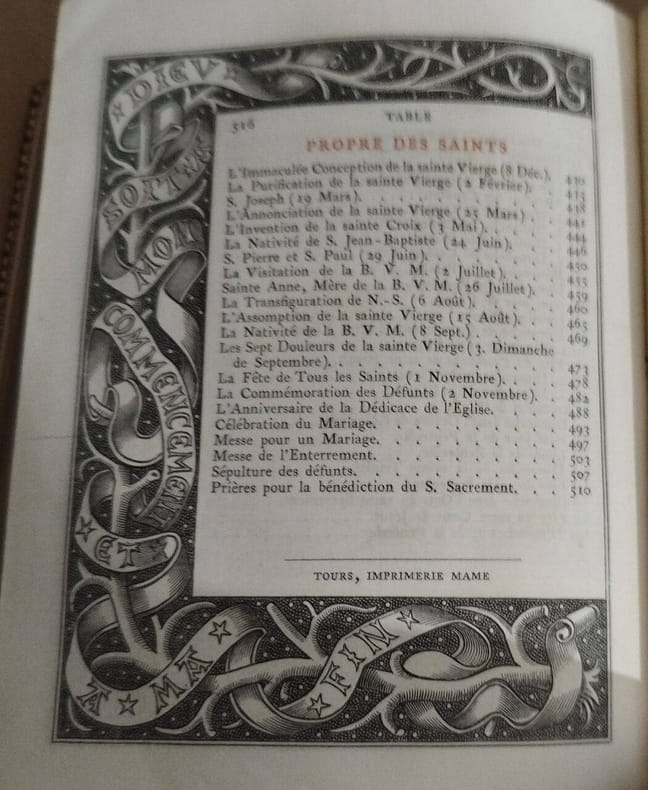 316
TABLE
PROPRE DES SAINTS
L'Immaculée Conception de la sainte Vierge (8 Déc.).
La Purification de la sainte Vierge (2 Février).
S. Joseph (19 Mars). . . . . . . . . 438
L'Annonciation de la sainte Vierge (25 Mars) . . 441
L'Invention de la sainte Croix (3 Mai). . . . 444
La Nativité de S. Jean-Baptiste (24 Juin). . . 446
S. Pierre et S. Paul (29 Juin). . . . . . 450
La Visitation de la B. V. M. (2 Juillet). . . . 455
Sainte Anne, Mère de la B. V. M. (26 Juillet). . 459
La Transfiguration de N.-S. (6 Août). . . . 460
L'Assomption de la sainte Vierge (15 Août). . . 465
La Nativité de la B. V. M. (8 Sept.) . . . . 469
Les Sept Douleurs de la sainte Vierge (3. Dimanche
de Septembre). . . . . . . . . 473
La Fête de Tous les Saints (1 Novembre). . . 478
La Commémoration des Défunts (2 Novembre). . 482
L'Anniversaire de la Dédicace de l'Eglise. . . . 488
Célébration du Mariage. . . . . . . . 493
Messe pour un Mariage. . . . . . . . 497
Messe de l'Enterrement. . . . . . . . 503
Sépulture des défunts. . . . . . . . . 507
Prières pour la bénediction du S. Sacrement. . . 510
TOURS, IMPRIMERIE MAME
DIEV
SOIT
MON
COMMENCEMENT
ET
A MA FIN